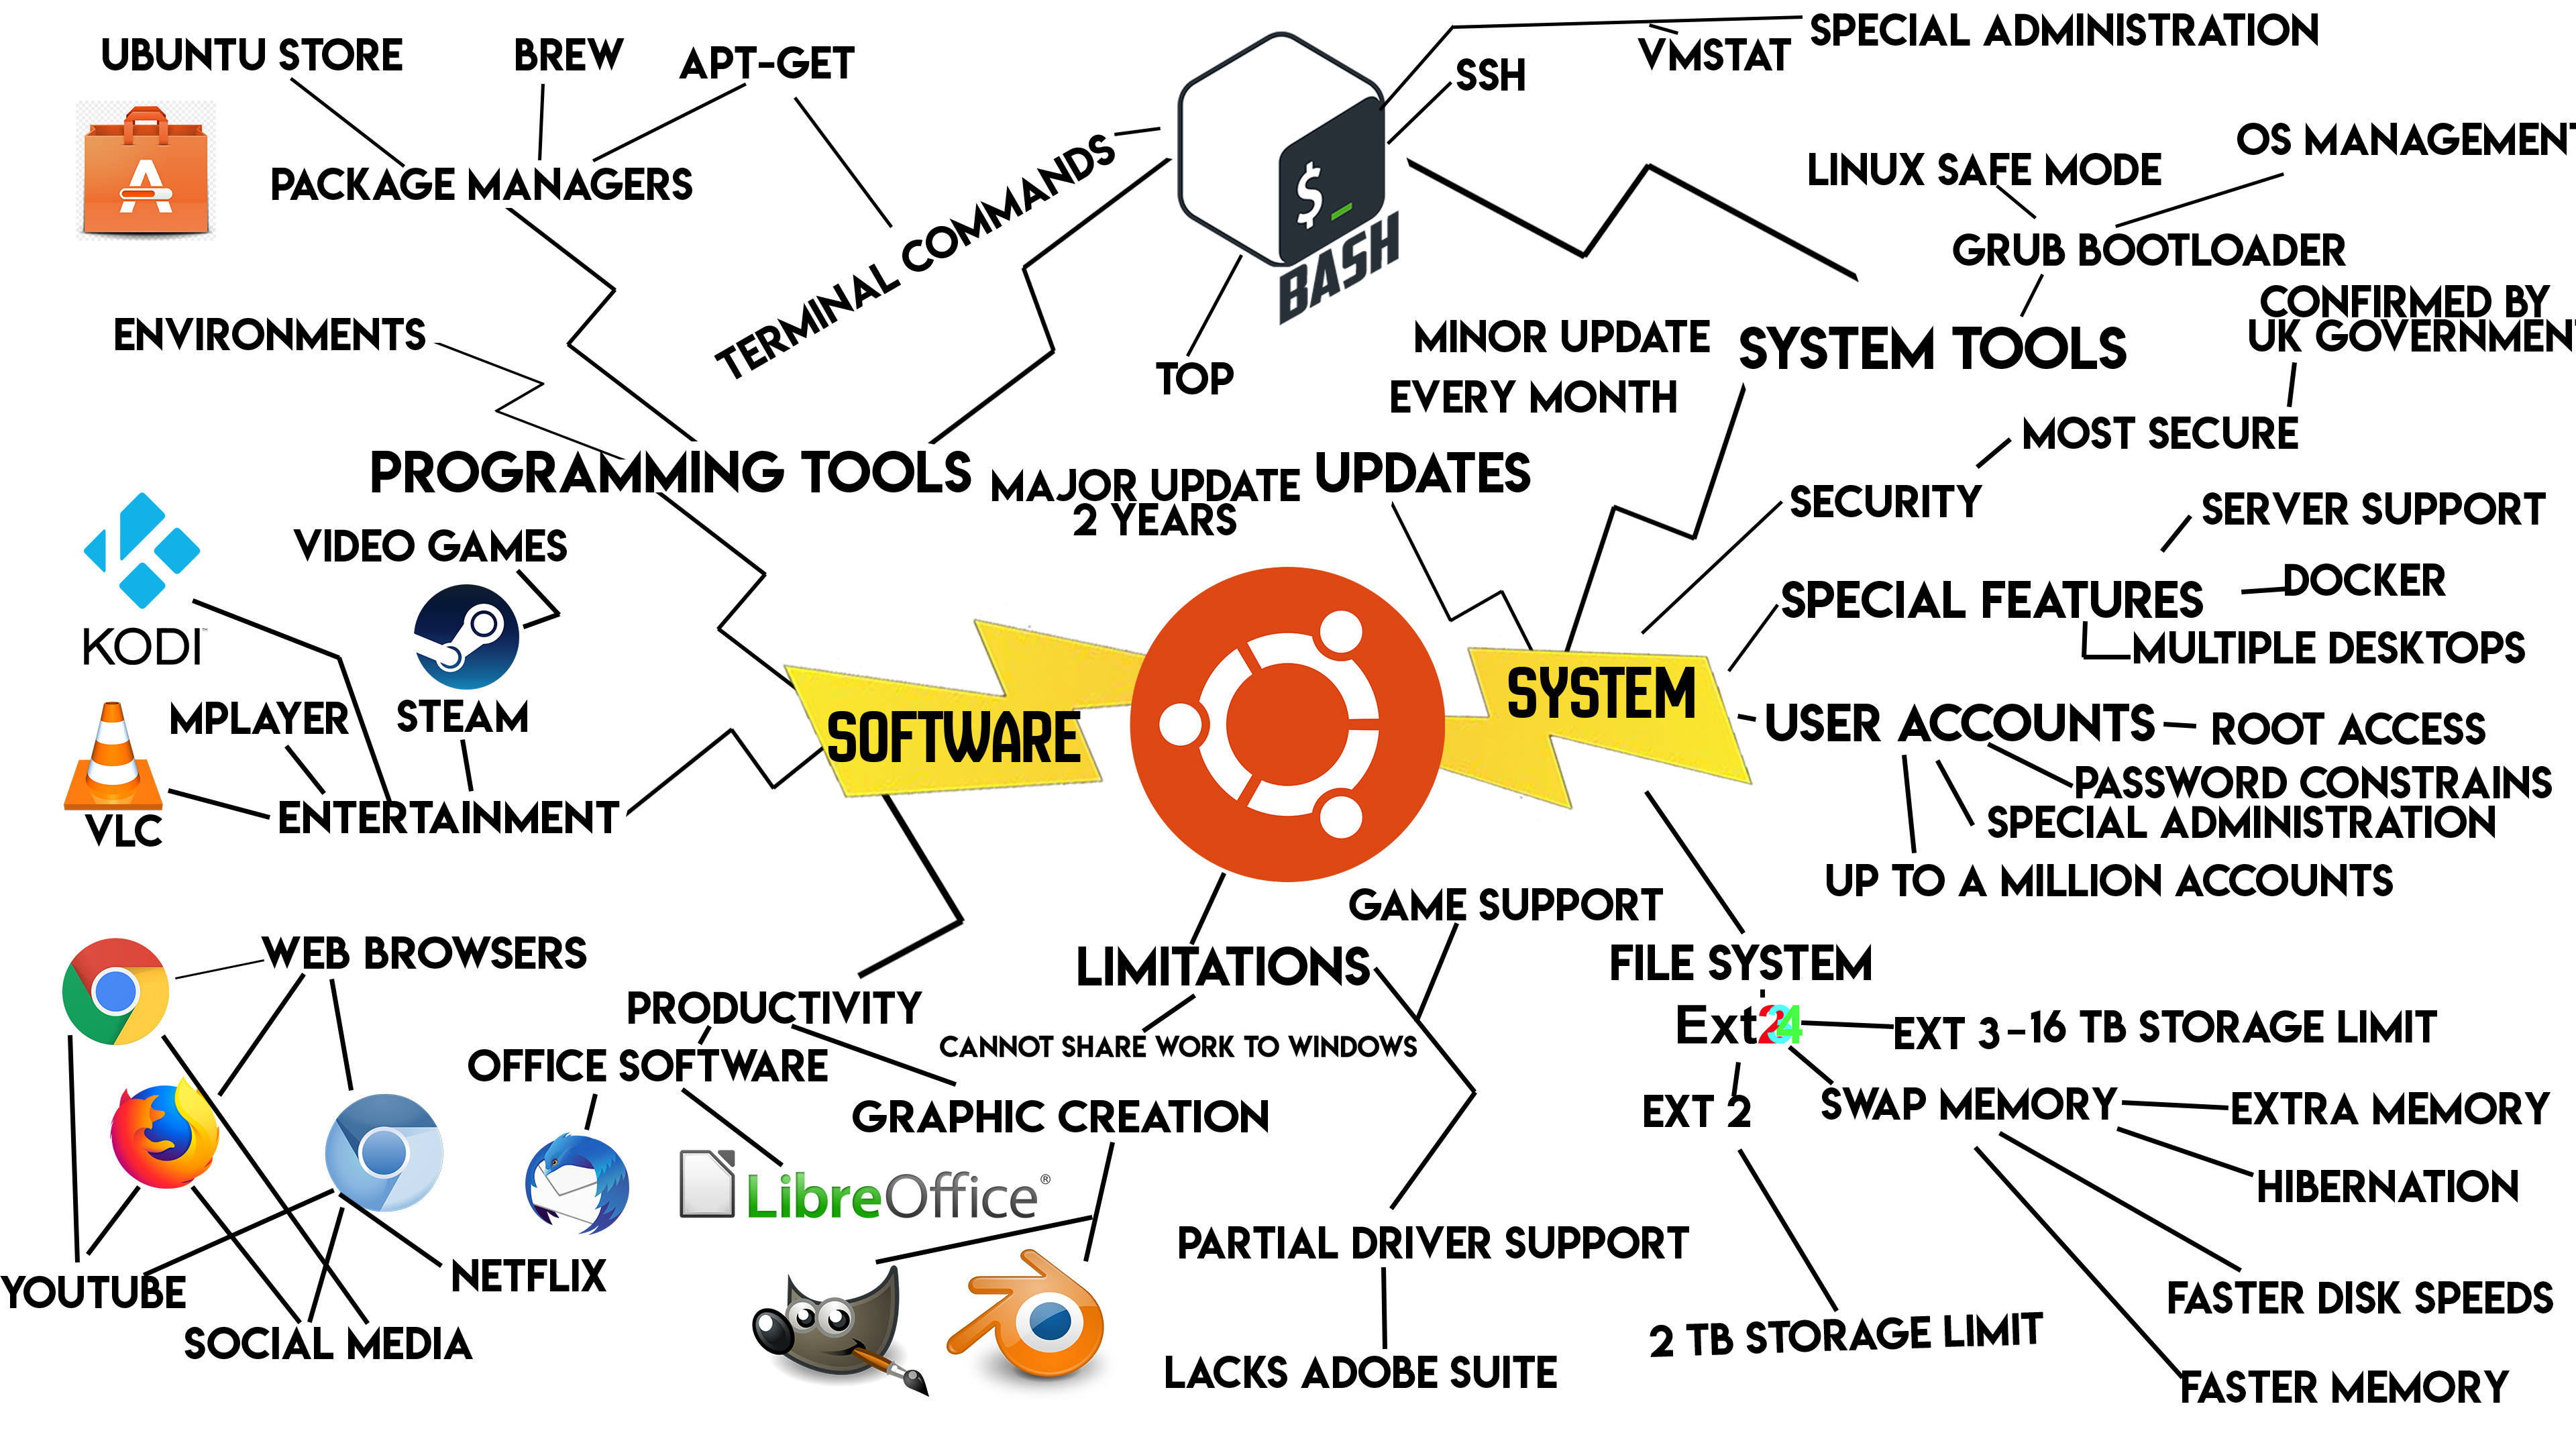 UBUNTU STORE
BREW
APT-GET
PACKAGE MANAGERS
A
ENVIRONMENTS
TERMINAL COMMANDS
PROGRAMMING TOOLS
$_
BASH
TOP
SSH
VMSTAT
SPECIAL ADMINISTRATION
OS MANAGEMENT
LINUX SAFE MODE
GRUB BOOTLOADER
CONFIRMED BY
UK GOVERNMENT
MINOR UPDATE
EVERY MONTH
SYSTEM TOOLS
MOST SECURE
MAJOR UPDATE
2 YEARS
UPDATES
SECURITY
SERVER SUPPORT
DOCKER
SPECIAL FEATURES
MULTIPLE DESKTOPS
KODI™
VIDEO GAMES
STEAM
MPLAYER
VLC
ENTERTAINMENT
SOFTWARE
SYSTEM
USER ACCOUNTS
ROOT ACCESS
PASSWORD CONSTRAINS
SPECIAL ADMINISTRATION
UP TO A MILLION ACCOUNTS
WEB BROWSERS
YOUTUBE
NETFLIX
SOCIAL MEDIA
PRODUCTIVITY
OFFICE SOFTWARE
LibreOffice®
GRAPHIC CREATION
LIMITATIONS
GAME SUPPORT
CANNOT SHARE WORK TO WINDOWS
PARTIAL DRIVER SUPPORT
LACKS ADOBE SUITE
FILE SYSTEM
Ext234
EXT 3-16 TB STORAGE LIMIT
EXT 2
2 TB STORAGE LIMIT
SWAP MEMORY
EXTRA MEMORY
HIBERNATION
FASTER DISK SPEEDS
FASTER MEMORY